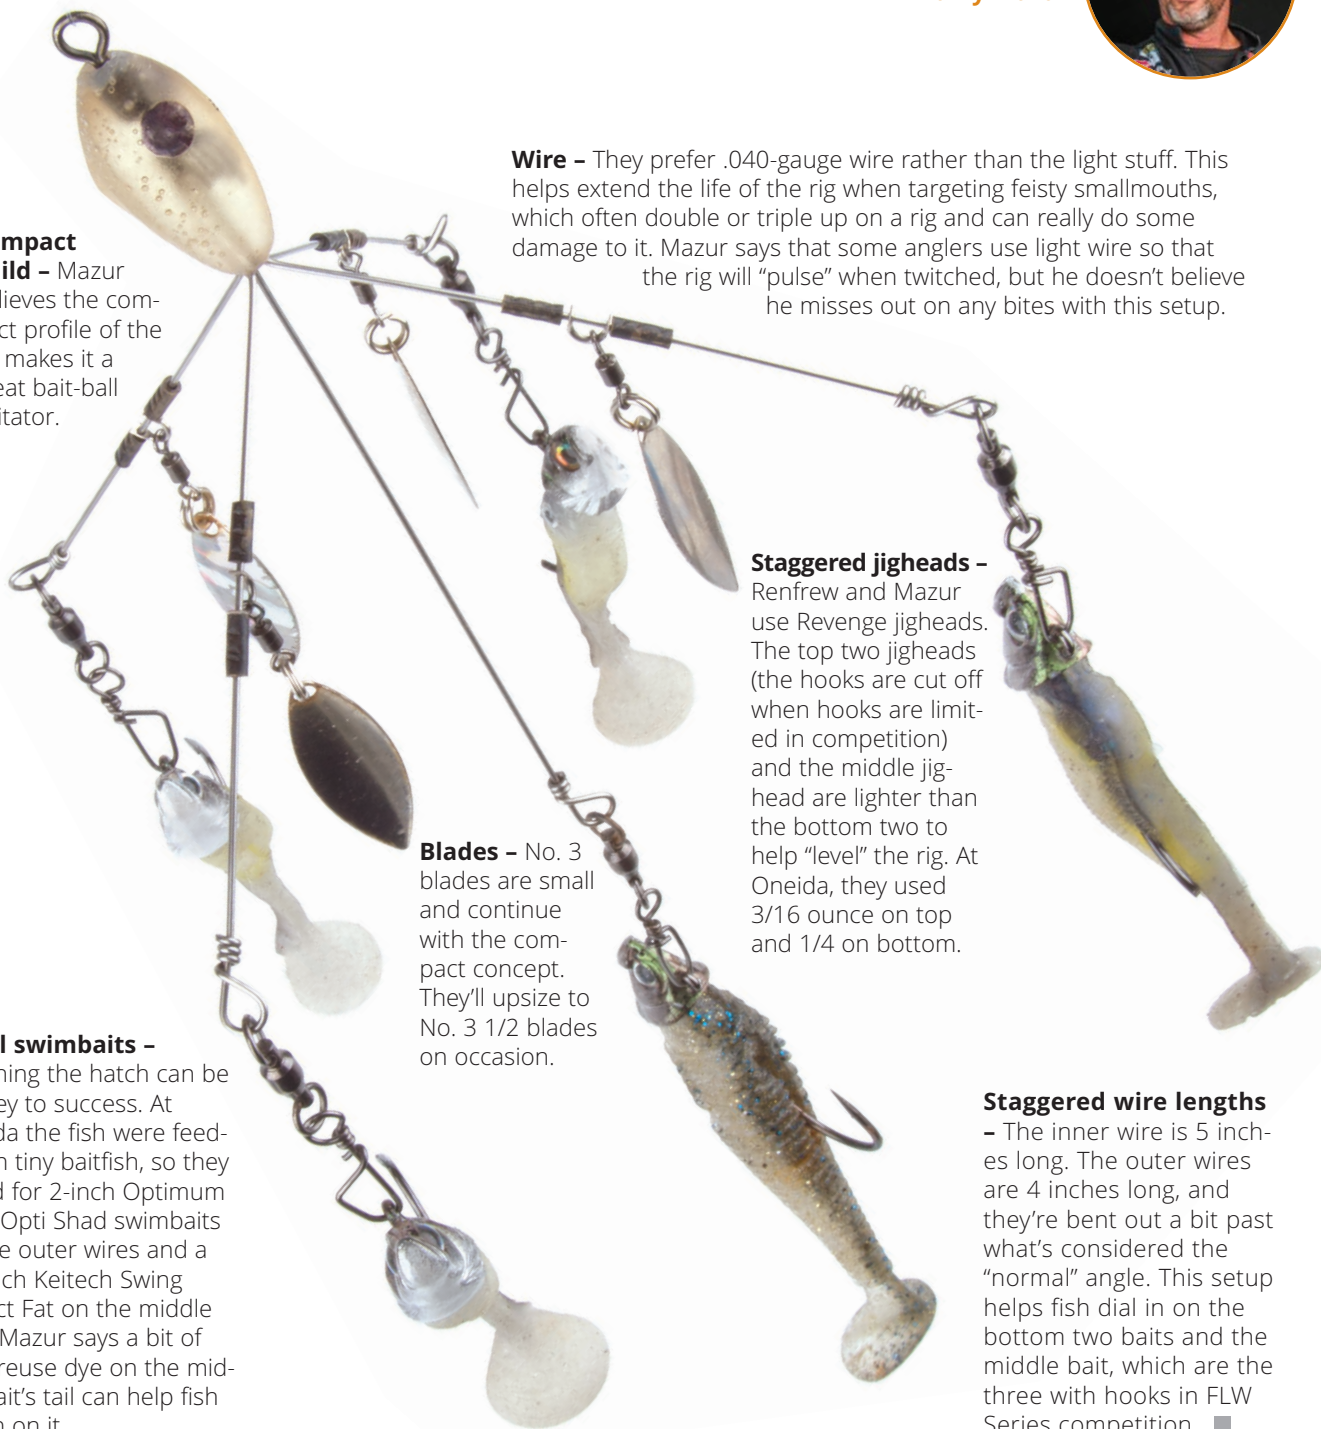 Wire – They prefer .040-gauge wire rather than the light stuff. This
helps extend the life of the rig when targeting feisty smallmouths,
which often double or triple up on a rig and can really do some
damage to it. Mazur says that some anglers use light wire so that
the rig will “pulse” when twitched, but he doesn’t believe
he misses out on any bites with this setup.
mpact
ild – Mazur
lieves the com-
ct profile of the
makes it a
eat bait-ball
itator.
Staggered jigheads –
Renfrew and Mazur
use Revenge jigheads.
The top two jigheads
(the hooks are cut off
when hooks are limit-
ed in competition)
and the middle jig-
head are lighter than
the bottom two to
help “level” the rig. At
Oneida, they used
3/16 ounce on top
and 1/4 on bottom.
Blades – No. 3
blades are small
and continue
with the com-
pact concept.
They’ll upsize to
No. 3 1/2 blades
on occasion.
l swimbaits –
hing the hatch can be
ey to success. At
da the fish were feed-
n tiny baitfish, so they
d for 2-inch Optimum
Opti Shad swimbaits
e outer wires and a
ch Keitech Swing
ct Fat on the middle
Mazur says a bit of
reuse dye on the mid-
ait’s tail can help fish
n on it.
Staggered wire lengths
– The inner wire is 5 inch-
es long. The outer wires
are 4 inches long, and
they’re bent out a bit past
what’s considered the
“normal” angle. This setup
helps fish dial in on the
bottom two baits and the
middle bait, which are the
three with hooks in FLW
Series competition.